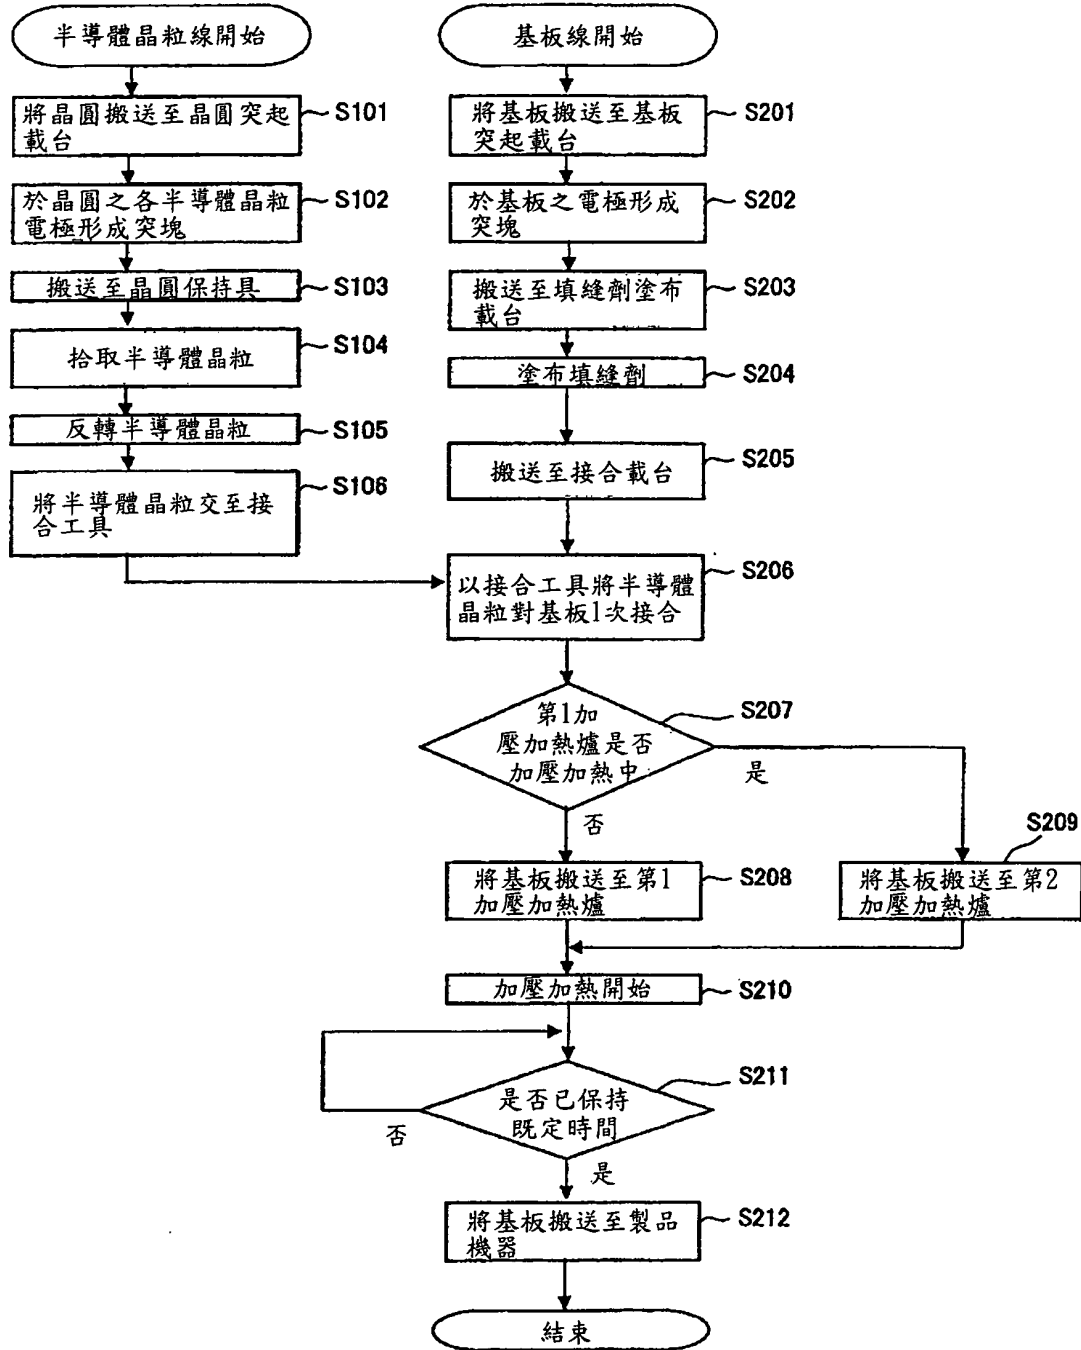 半導體晶粒線開始
將晶圓搬送至晶圓突起
載台
S101
於晶圓之各半導體晶粒
電極形成突塊
S102
搬送至晶圓保持具
S103
拾取半導體晶粒
S104
反轉半導體晶粒
S105
將半導體晶粒交至接
合工具
S106
基板線開始
將基板搬送至基板
突起載台
S201
於基板之電極形成
突塊
S202
搬送至填縫劑塗布
載台
S203
塗布填縫劑
S204
搬送至接合載台
S205
以接合工具將半導體
晶粒對基板1次接合
S206
第1加
壓加熱爐是否
加壓加熱中
S207
是
否
將基板搬送至第1
加壓加熱爐
S208
S209
將基板搬送至第2
加壓加熱爐
加壓加熱開始
S210
是否已保持
既定時間
S211
否
是
將基板搬送至製品
機器
S212
結束